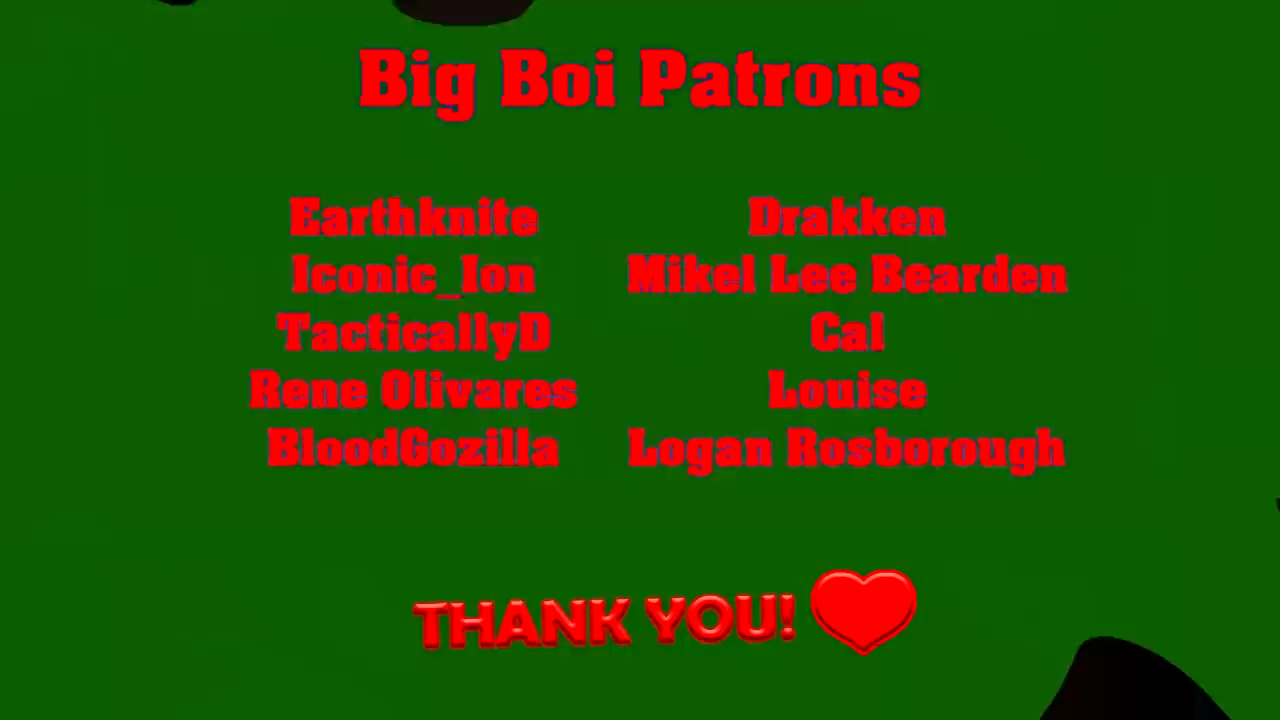 Big Boi Patrons
Earthknite
Iconic_Ion
TacticallyD
Rene Olivares
BloodGozilla
Drakken
Mikel Lee Bearden
Cal
Louise
Logan Rosborough
THANK YOU!